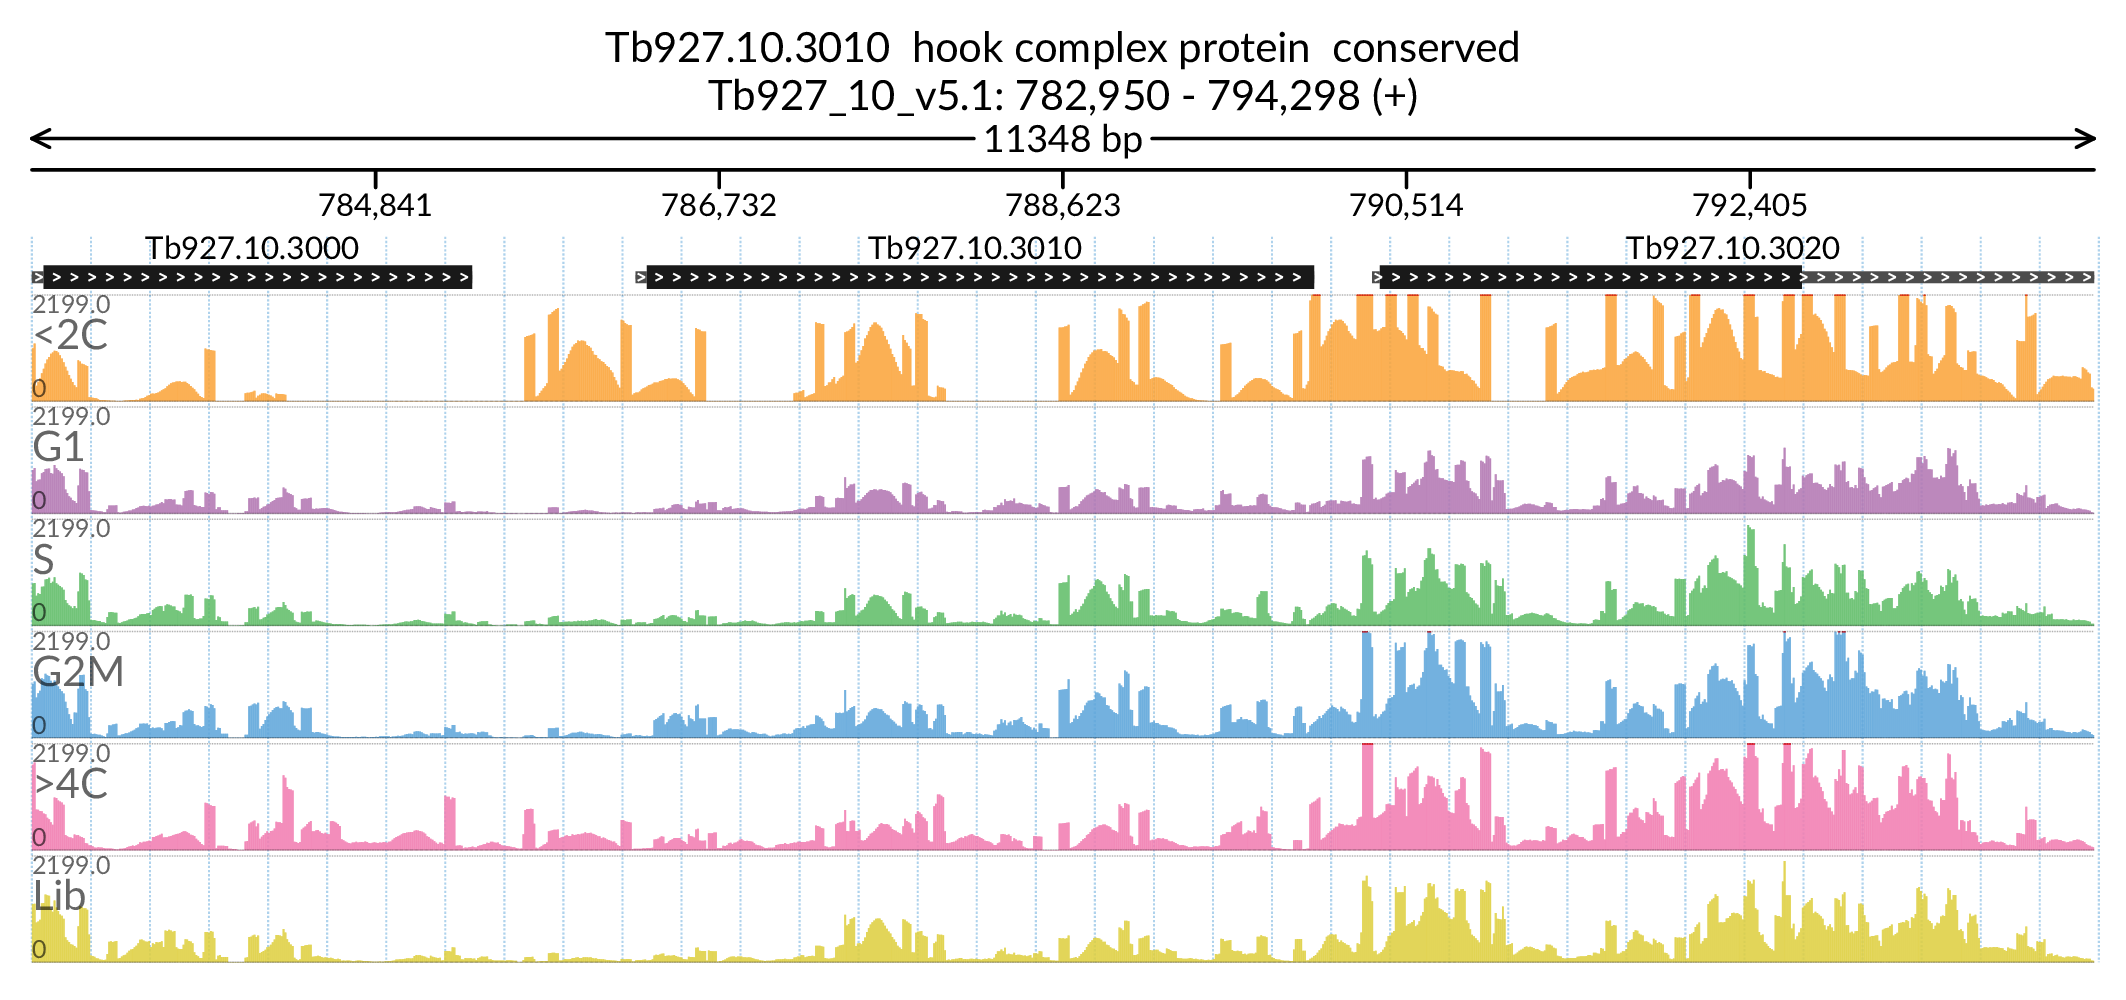 Tb927.10.3010  hook complex protein  conserved
Tb927_10_v5.1: 782,950 - 794,298 (+)
11348 bp
784,841 786,732 788,623 790,514 792,405
Tb927.10.3000 Tb927.10.3010 Tb927.10.3020
2199.0
<2C
0
2199.0
G1
0
2199.0
S
0
2199.0
G2M
0
2199.0
>4C
0
2199.0
Lib
0